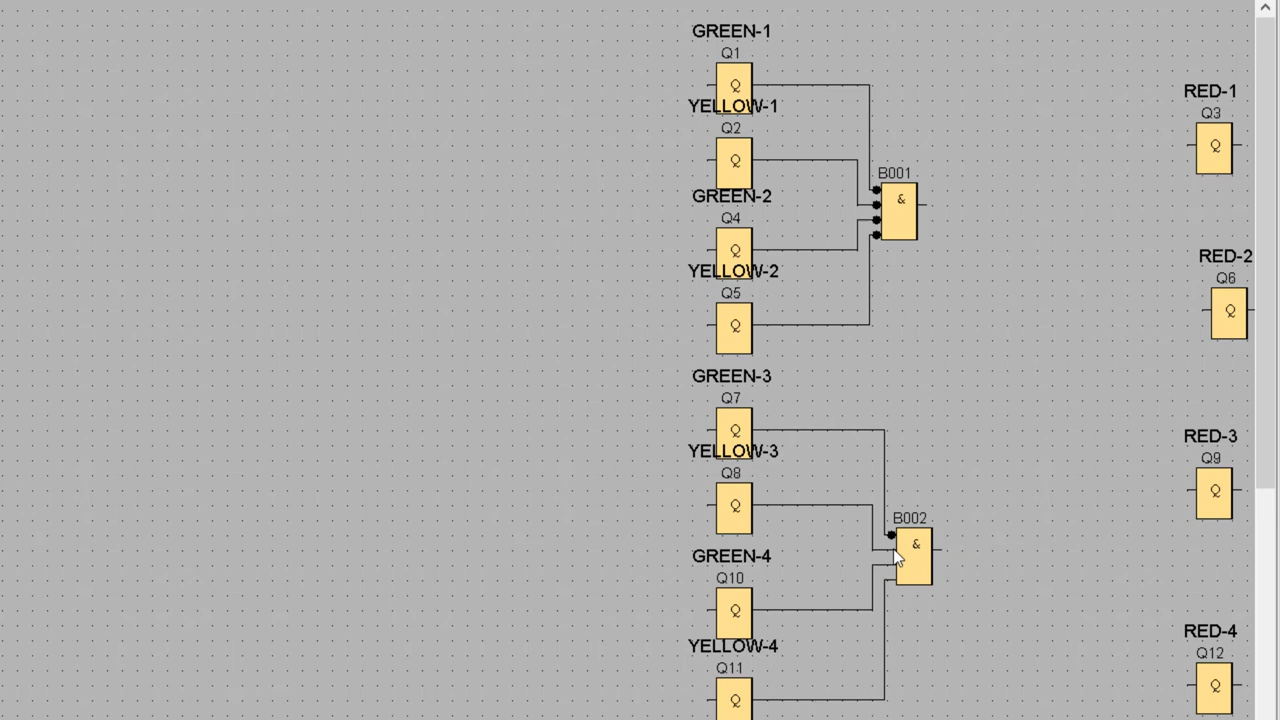 GREEN-1
Q1
Q
YELLOW-1
Q2
Q
GREEN-2
Q4
Q
YELLOW-2
Q5
Q
B001
&
RED-1
Q3
Q
RED-2
Q6
Q
GREEN-3
Q7
Q
YELLOW-3
Q8
Q
GREEN-4
Q10
Q
YELLOW-4
Q11
Q
B002
&
RED-3
Q9
Q
RED-4
Q12
Q